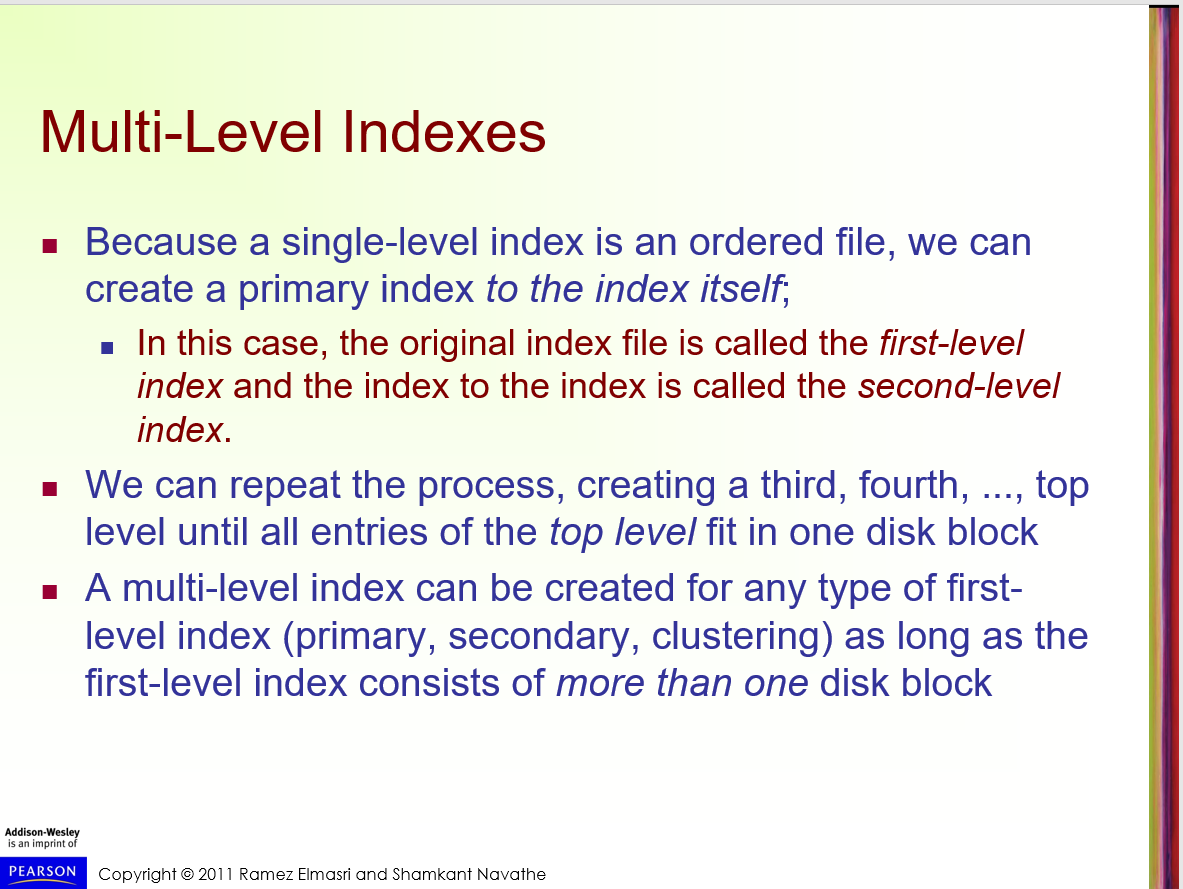 Multi-Level Indexes
Because a single-level index is an ordered file, we can
create a primary index to the index itself;
In this case, the original index file is called the first-level
index and the index to the index is called the second-level
index.
We can repeat the process, creating a third, fourth, ..., top
level until all entries of the top level fit in one disk block
A multi-level index can be created for any type of first-
level index (primary, secondary, clustering) as long as the
first-level index consists of more than one disk block
Addison-Wesley
is an imprint of
PEARSON
Copyright © 2011 Ramez Elmasri and Shamkant Navathe